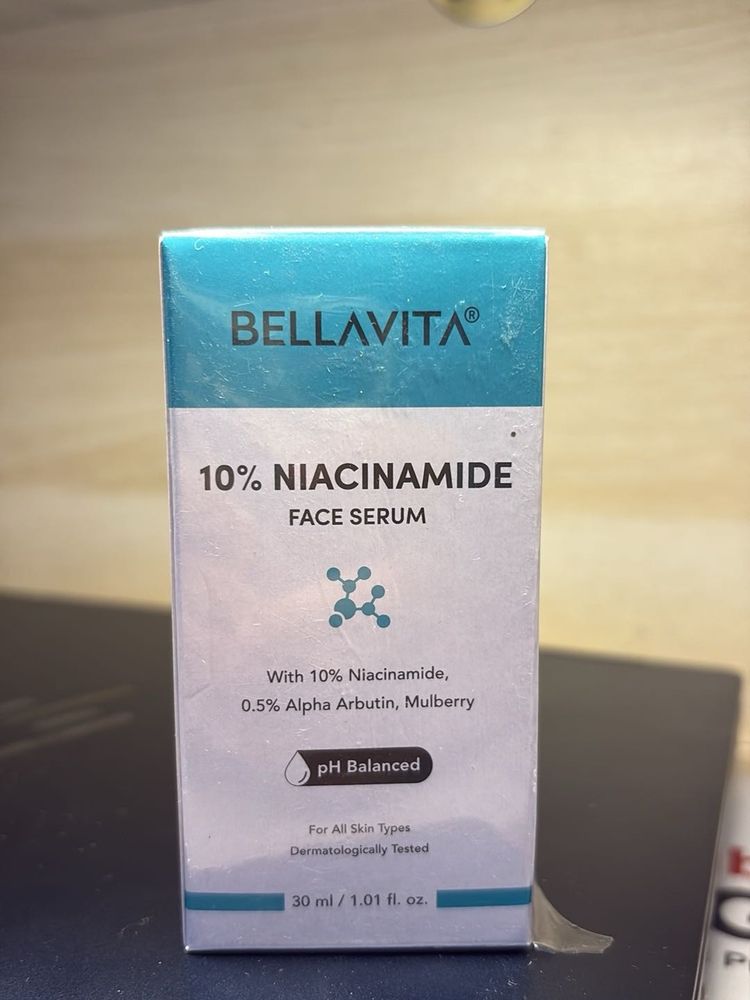 BELLAVITA®
10% NIACINAMIDE
FACE SERUM
With 10% Niacinamide,
0.5% Alpha Arbutin, Mulberry
pH Balanced
For All Skin Types
Dermatologically Tested
30 ml / 1.01 fl. oz.